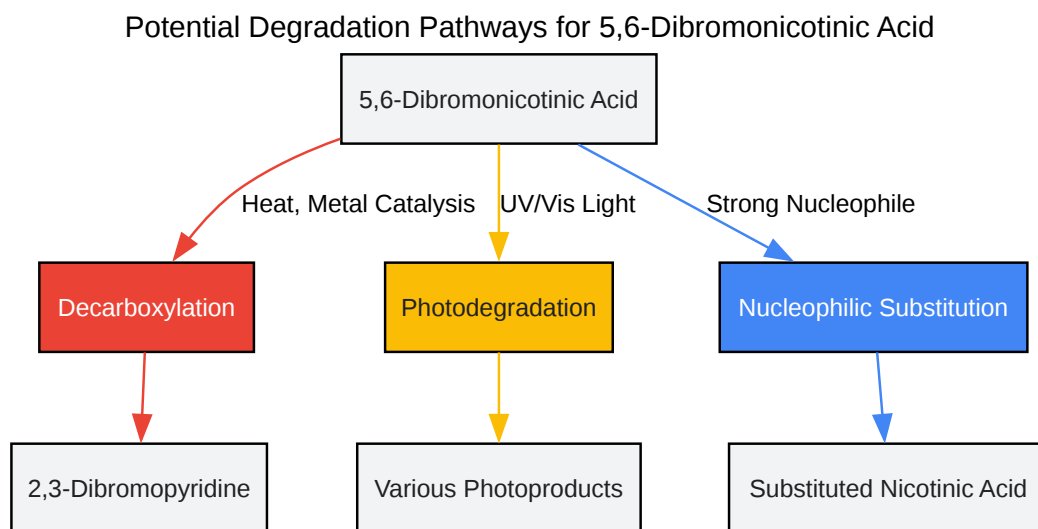 Potential Degradation Pathways for 5,6-Dibromonicotinic Acid
5,6-Dibromonicotinic Acid
Heat, Metal Catalysis
UV/Vis Light
Strong Nucleophile
Decarboxylation
Photodegradation
Nucleophilic Substitution
2,3-Dibromopyridine
Various Photoproducts
Substituted Nicotinic Acid